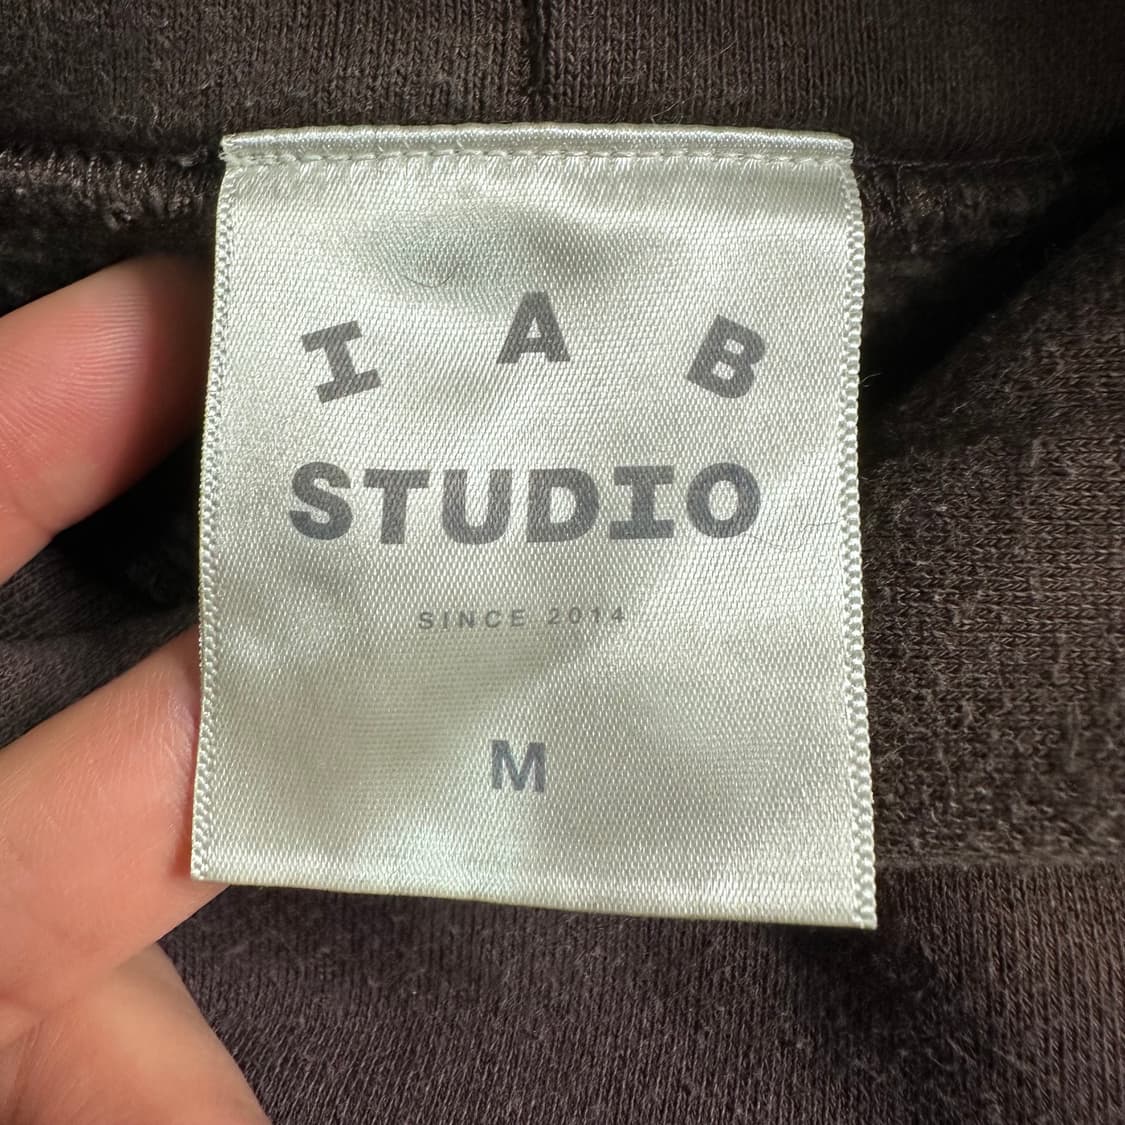 I A B
STUDIO
SINCE 2014
M